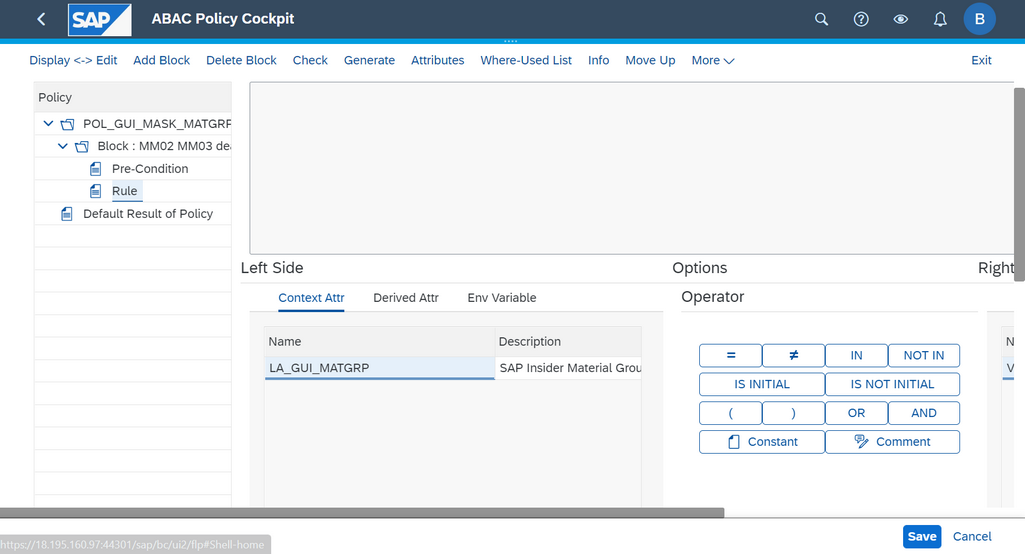 SAP ABAC Policy Cockpit B
Display <-> Edit Add Block Delete Block Check Generate Attributes Where-Used List Info Move Up More Exit
Policy
POL_GUI_MASK_MATGRP
Block : MM02 MM03 de
Pre-Condition
Rule
Default Result of Policy
Left Side Options Right
Context Attr Derived Attr Env Variable Operator
Name Description N
LA_GUI_MATGRP SAP Insider Material Grou V
= ≠ IN NOT IN
IS INITIAL IS NOT INITIAL
( ) OR AND
Constant Comment
Save Cancel
https://18.195.160.97:44301/sap/bc/ui2/flp#Shell-home